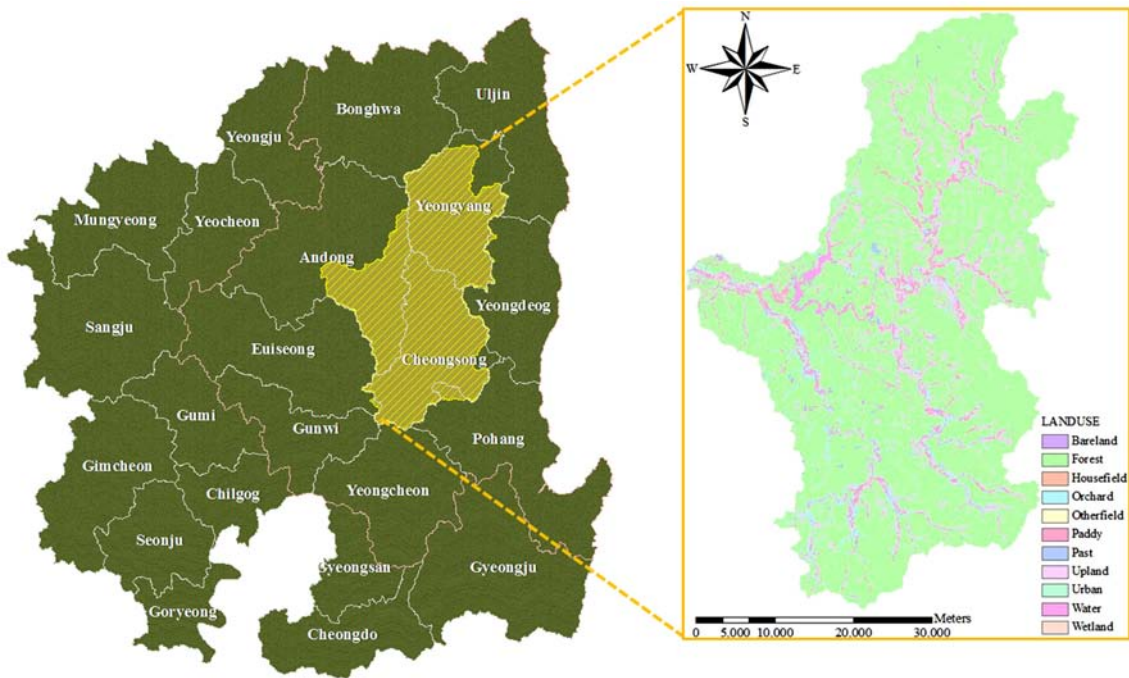 Uljin
Bonghwa
Yeongju
Yeongyang
Mungyeong
Yeocheon
Andong
Yeongdeog
Sangju
Euiseong
Cheongsong
Gumi
Gunwi
Pohang
Gimcheon
Chilgog
Yeongcheon
Seonju
Gyeongsan
Gyeongju
Goryeong
Cheongdo
N
W
E
S
LANDUSE
Bareland
Forest
Housefield
Orchard
Otherfield
Paddy
Past
Upland
Urban
Water
Wetland
Meters
0 5,000 10,000 20,000 30,000